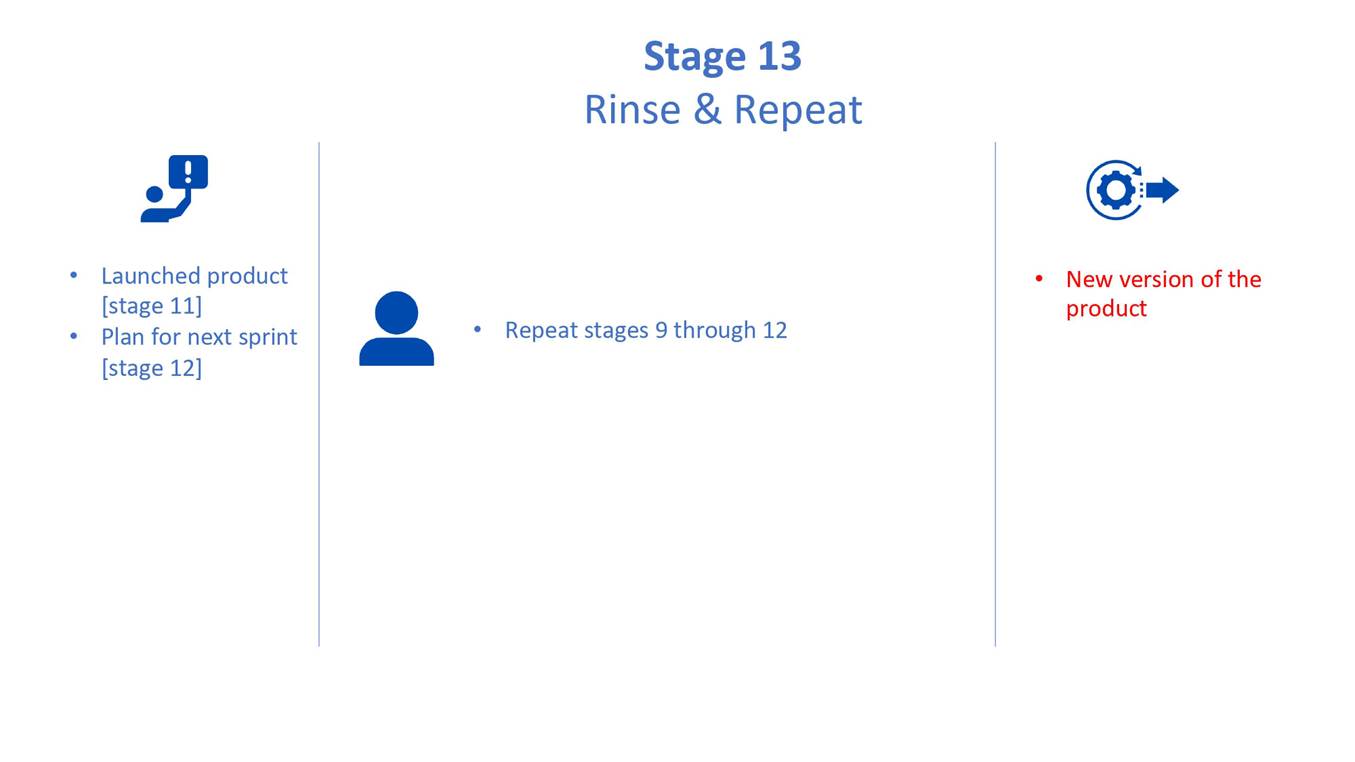 Stage 13
Rinse & Repeat
• Launched product
[stage 11]
• Plan for next sprint
[stage 12]
• Repeat stages 9 through 12
• New version of the
product